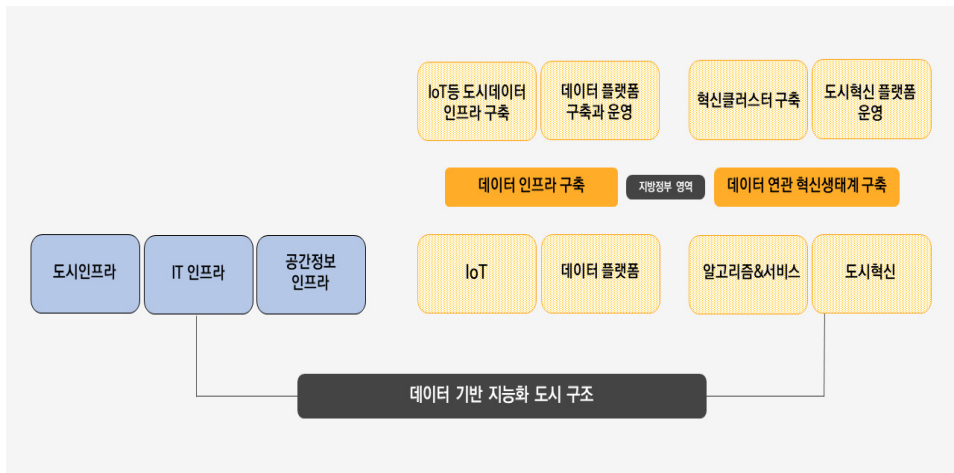 IoT등 도시데이터
인프라 구축
데이터 플랫폼
구축과 운영
혁신클러스터 구축
도시혁신 플랫폼
운영
데이터 인프라 구축
지방정부 영역
데이터 연관 혁신생태계 구축
도시인프라
IT 인프라
공간정보
인프라
IoT
데이터 플랫폼
알고리즘&서비스
도시혁신
데이터 기반 지능화 도시 구조